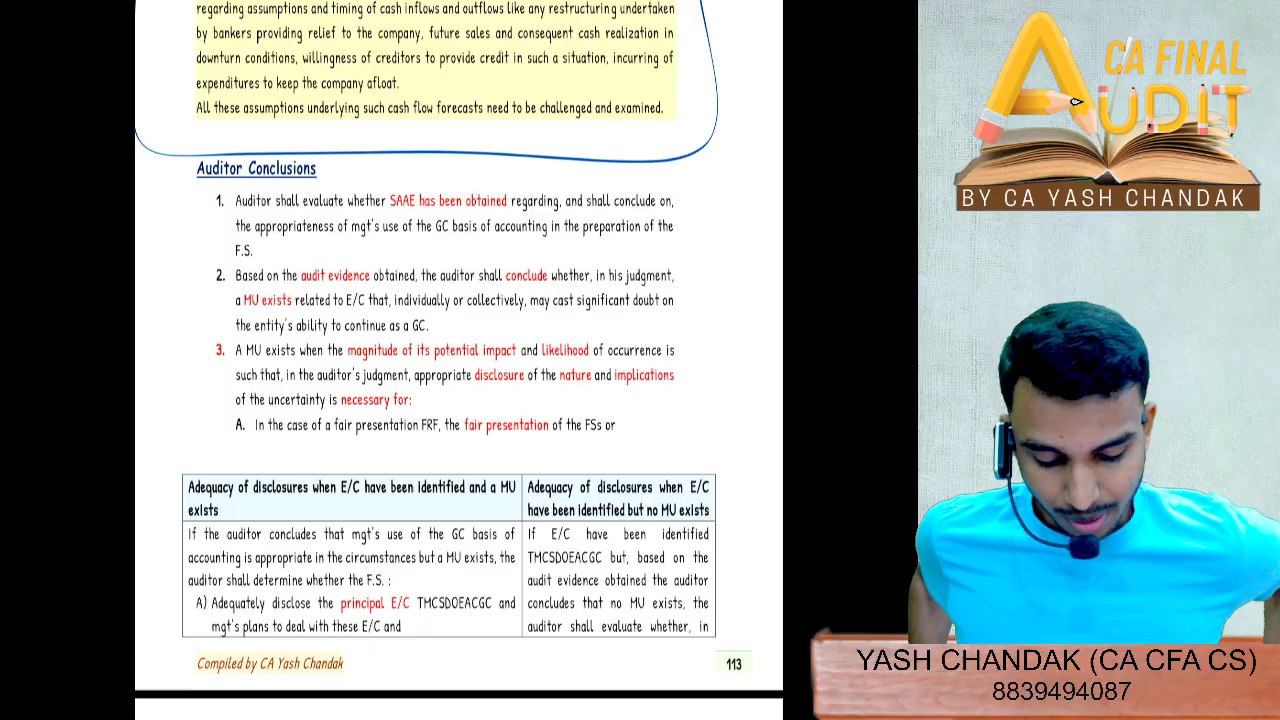 regarding assumptions and timing of cash inflows and outflows like any restructuring undertaken
by bankers providing relief to the company, future sales and consequent cash realization in
downturn conditions, willingness of creditors to provide credit in such a situation, incurring of
expenditures to keep the company afloat.
All these assumptions underlying such cash flow forecasts need to be challenged and examined.
Auditor Conclusions
1. Auditor shall evaluate whether SAAE has been obtained regarding, and shall conclude on,
the appropriateness of mgt's use of the GC basis of accounting in the preparation of the
F.S.
2. Based on the audit evidence obtained, the auditor shall conclude whether, in his judgment,
a MU exists related to E/C that, individually or collectively, may cast significant doubt on
the entity's ability to continue as a GC.
3. A MU exists when the magnitude of its potential impact and likelihood of occurrence is
such that, in the auditor's judgment, appropriate disclosure of the nature and implications
of the uncertainty is necessary for:
A. In the case of a fair presentation FRF, the fair presentation of the FSs or
Adequacy of disclosures when E/C have been identified and a MU
exists
If the auditor concludes that mgt's use of the GC basis of
accounting is appropriate in the circumstances but a MU exists, the
auditor shall determine whether the F.S. :
A) Adequately disclose the principal E/C TMCSDOEACGC and
mgt's plans to deal with these E/C and
Adequacy of disclosures when E/C
have been identified but no MU exists
If E/C have been identified
TMCSDOEACGC but, based on the
audit evidence obtained the auditor
concludes that no MU exists, the
auditor shall evaluate whether, in
Compiled by CA Yash Chandak
113
CA FINAL
AUDIT
BY CA YASH CHANDAK
YASH CHANDAK (CA CFA CS)
8839494087